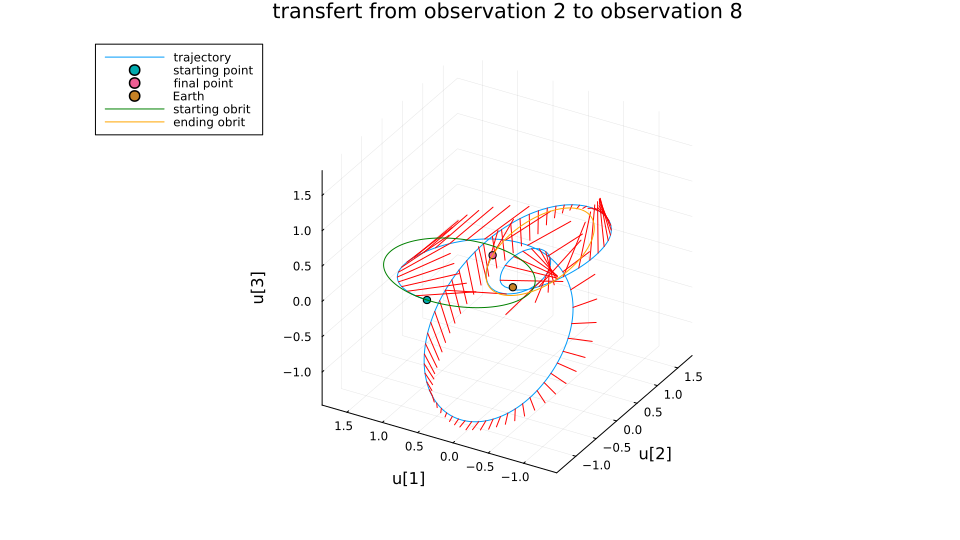 transfert from observation 2 to observation 8
trajectory
starting point
final point
Earth
starting obrit
ending obrit
u[3]
1.5
1.0
0.5
0.0
−0.5
−1.0
1.5
1.0
0.5
0.0
−0.5
−1.0
u[1]
1.5
1.0
0.5
0.0
−0.5
−1.0
u[2]